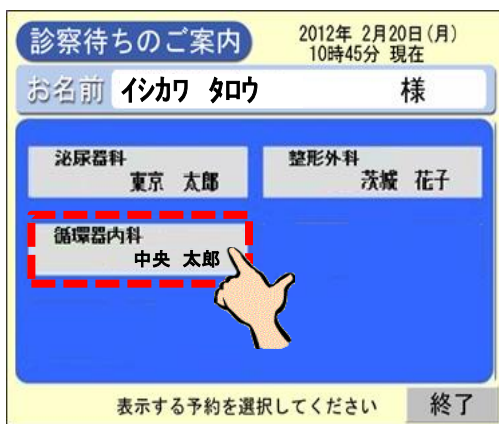 診察待ちのご案内
2012年 2月20日(月)
10時45分 現在
お名前 イシカワ タロウ 様
泌尿器科
東京 太郎
整形外科
茨城 花子
循環器内科
中央 太郎
表示する予約を選択してください
終了